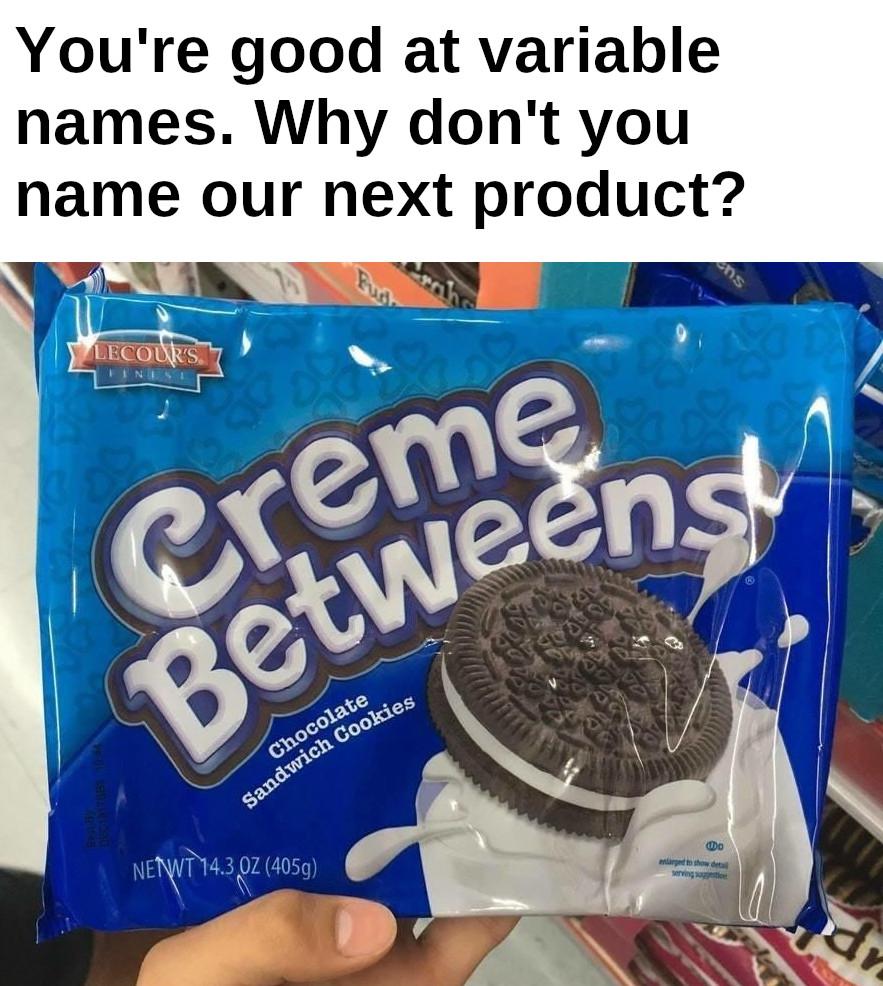 You're good at variable
names. Why don't you
name our next product?
LECOUR'S
FINEST
Creme
Betweens
®
Chocolate
Sandwich Cookies
NET WT 14.3 OZ (405g)
enlarged to show detail
serving suggestion